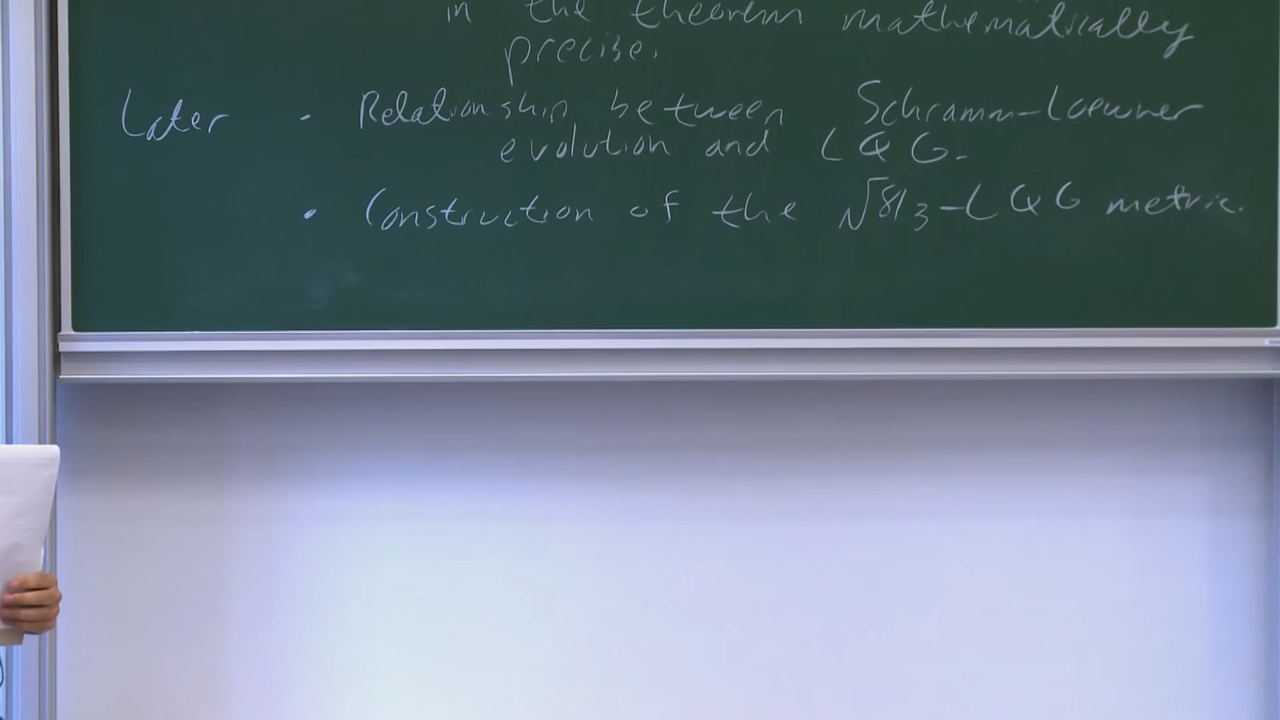 in the theorem mathematically
precise.
Later • Relationship between Schramm-Loewner
evolution and LQG.
• Construction of the √8/3-LQG metric.